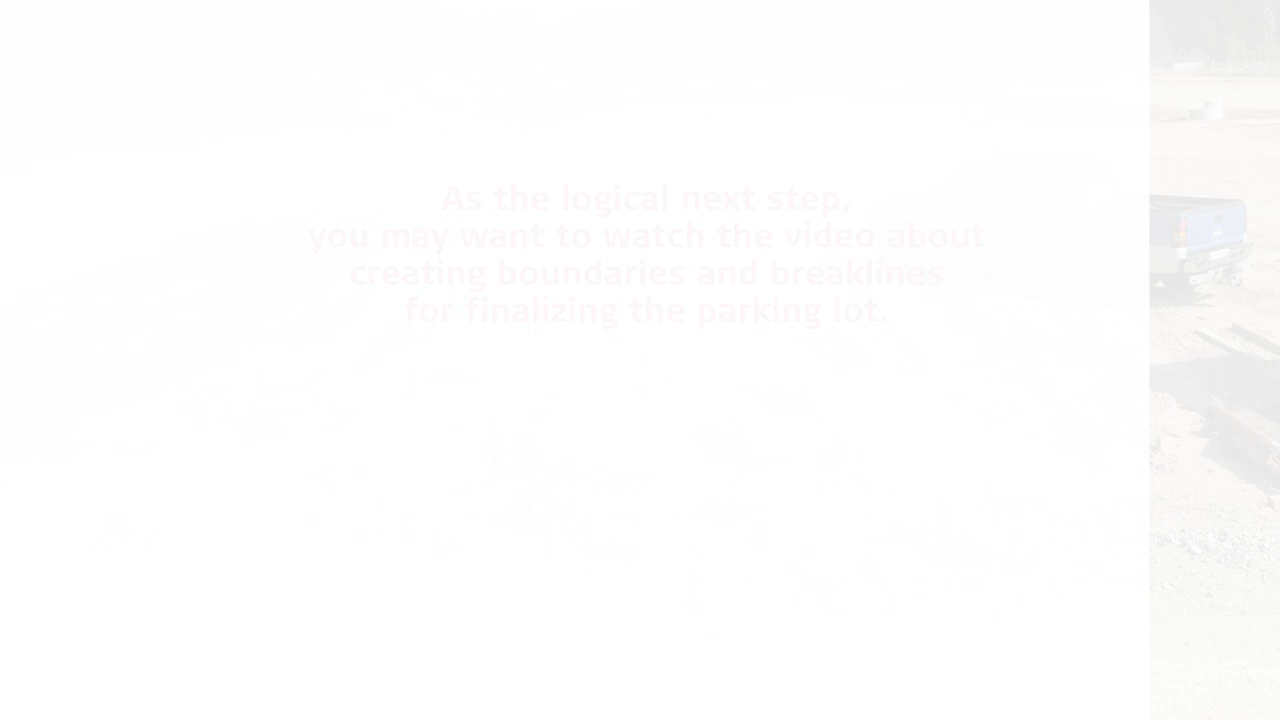 As the logical next step,
you may want to watch the video about
creating boundaries and breaklines
for finalizing the parking lot.